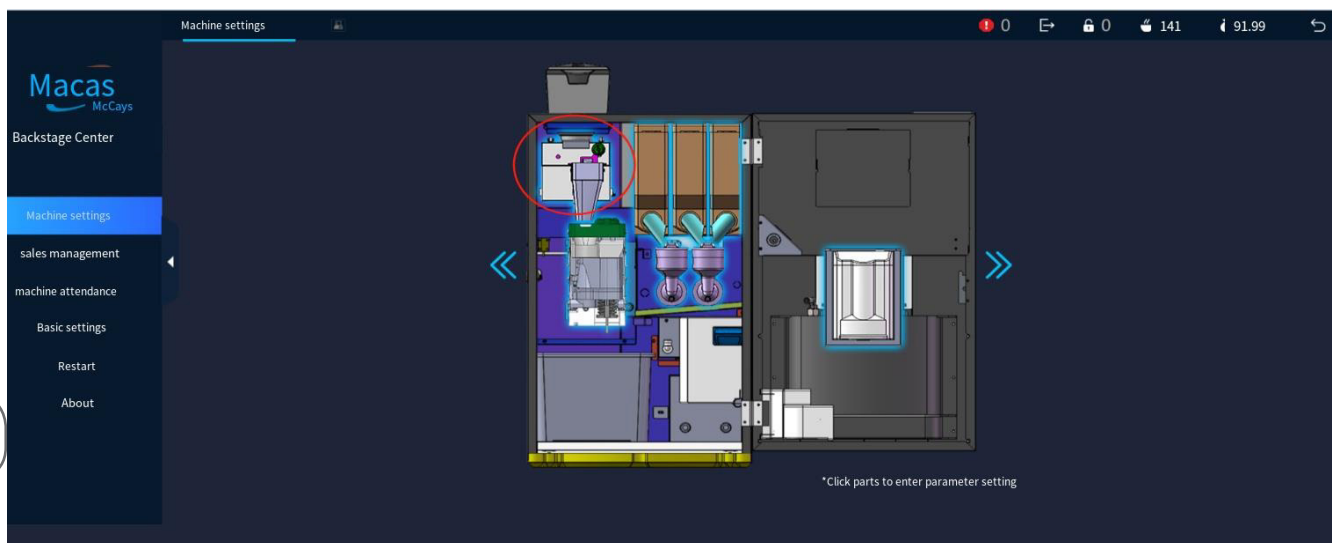 Machine settings
0
0
141
91.99
Macas
McCays
Backstage Center
Machine settings
sales management
machine attendance
Basic settings
Restart
About
*Click parts to enter parameter setting